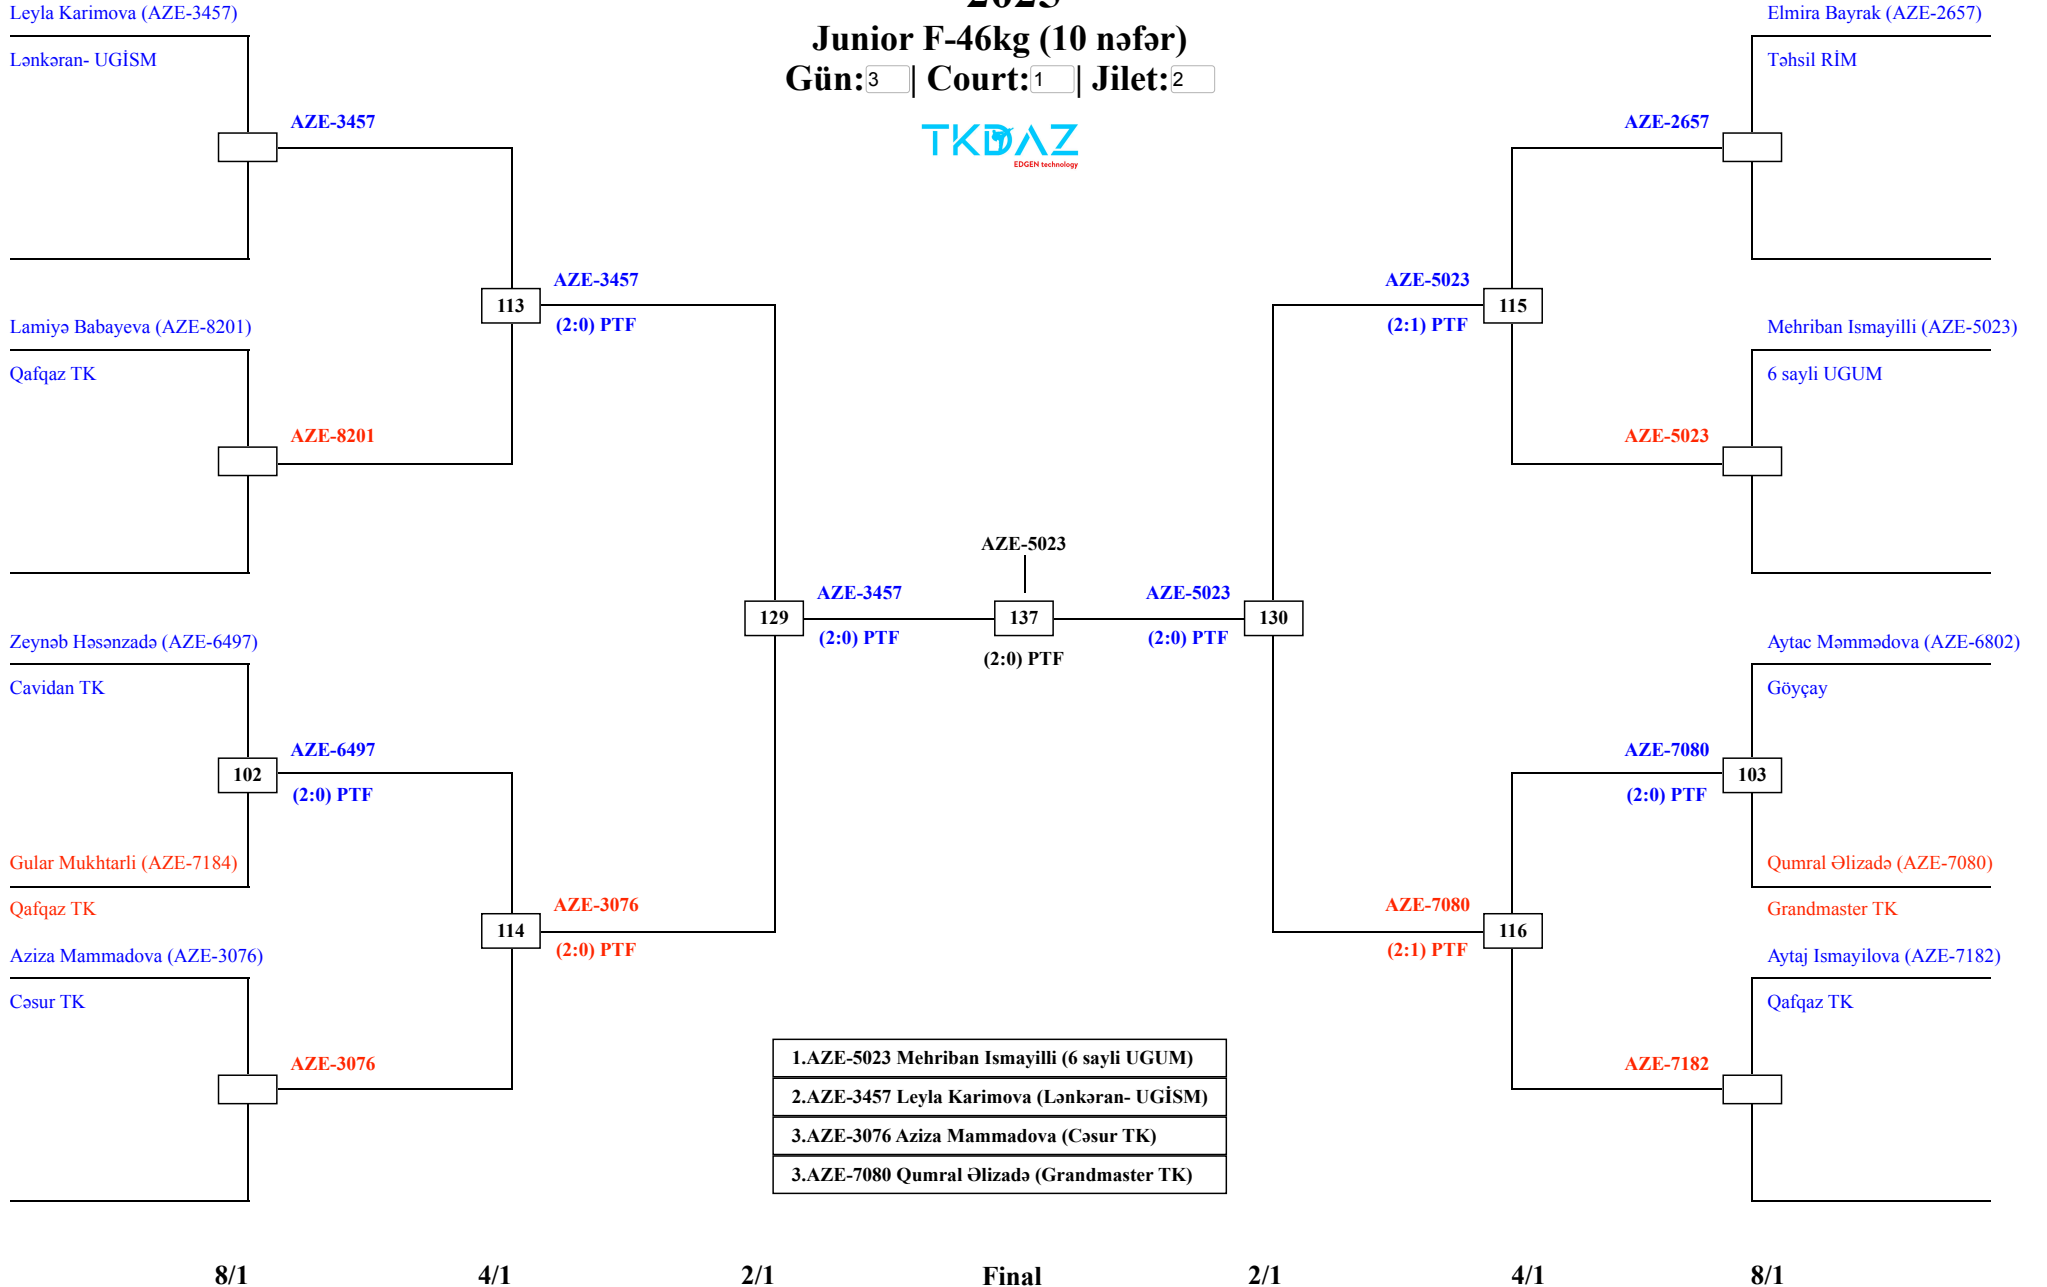 2023
Junior F-46kg (10 nəfər)
Gün: 3 | Court: 1 | Jilet: 2
TKDAZ
EDGEN technology
Leyla Karimova (AZE-3457)
Lənkəran- UGİSM
AZE-3457
Lamiyə Babayeva (AZE-8201)
Qafqaz TK
AZE-8201
113
AZE-3457
(2:0) PTF
Zeynəb Həsənzadə (AZE-6497)
Cavidan TK
102
AZE-6497
(2:0) PTF
Gular Mukhtarli (AZE-7184)
Qafqaz TK
Aziza Mammadova (AZE-3076)
Cəsur TK
AZE-3076
114
AZE-3076
(2:0) PTF
129
AZE-3457
(2:0) PTF
AZE-5023
137
(2:0) PTF
AZE-5023
(2:0) PTF
130
Elmira Bayrak (AZE-2657)
Təhsil RİM
AZE-2657
AZE-5023
(2:1) PTF
115
Mehriban Ismayilli (AZE-5023)
6 sayli UGUM
AZE-5023
Aytac Məmmədova (AZE-6802)
Göyçay
AZE-7080
(2:0) PTF
103
Qumral Əlizadə (AZE-7080)
Grandmaster TK
AZE-7080
(2:1) PTF
116
Aytaj Ismayilova (AZE-7182)
Qafqaz TK
AZE-7182
1.AZE-5023 Mehriban Ismayilli (6 sayli UGUM)
2.AZE-3457 Leyla Karimova (Lənkəran- UGİSM)
3.AZE-3076 Aziza Mammadova (Cəsur TK)
3.AZE-7080 Qumral Əlizadə (Grandmaster TK)
8/1 4/1 2/1 Final 2/1 4/1 8/1